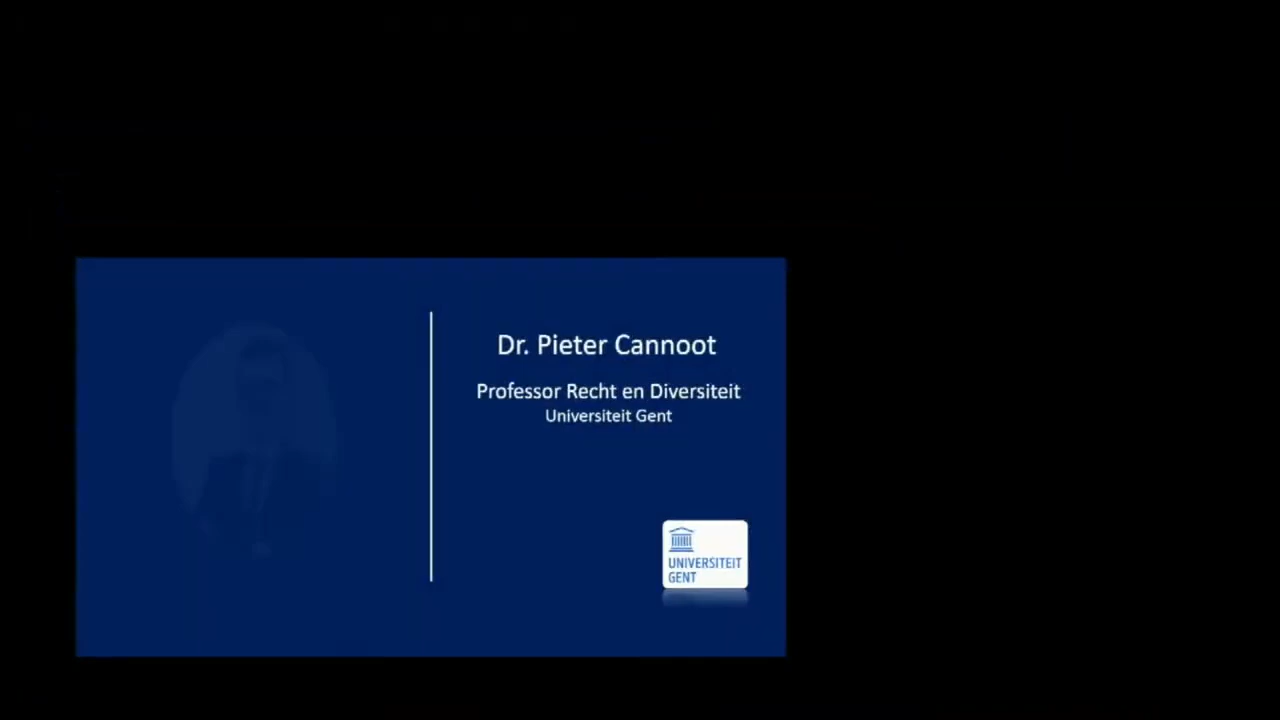 Dr. Pieter Cannoot
Professor Recht en Diversiteit
Universiteit Gent
UNIVERSITEIT
GENT